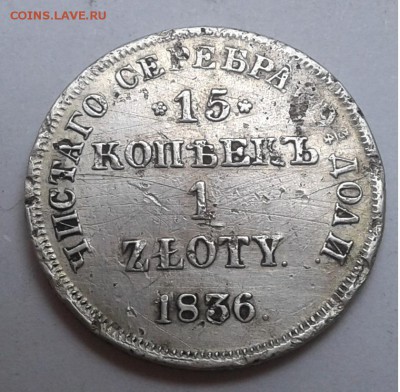 COINS.LAVE.RU
ЧИСТАГО СЕРЕБРА ДОЛИ
15
КОПѢЕКЪ
1
ZŁOTY.
1836.